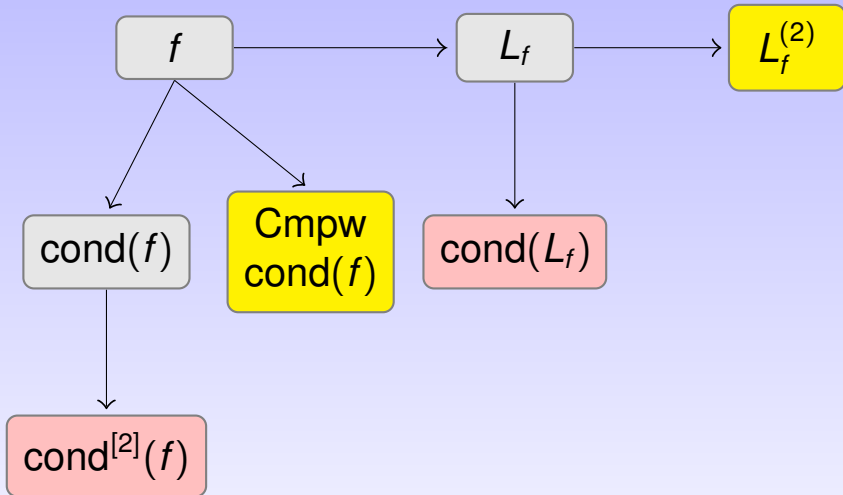 f
L_f
L_f^{(2)}
cond(f)
Cmpw
cond(f)
cond(L_f)
cond^{[2]}(f)